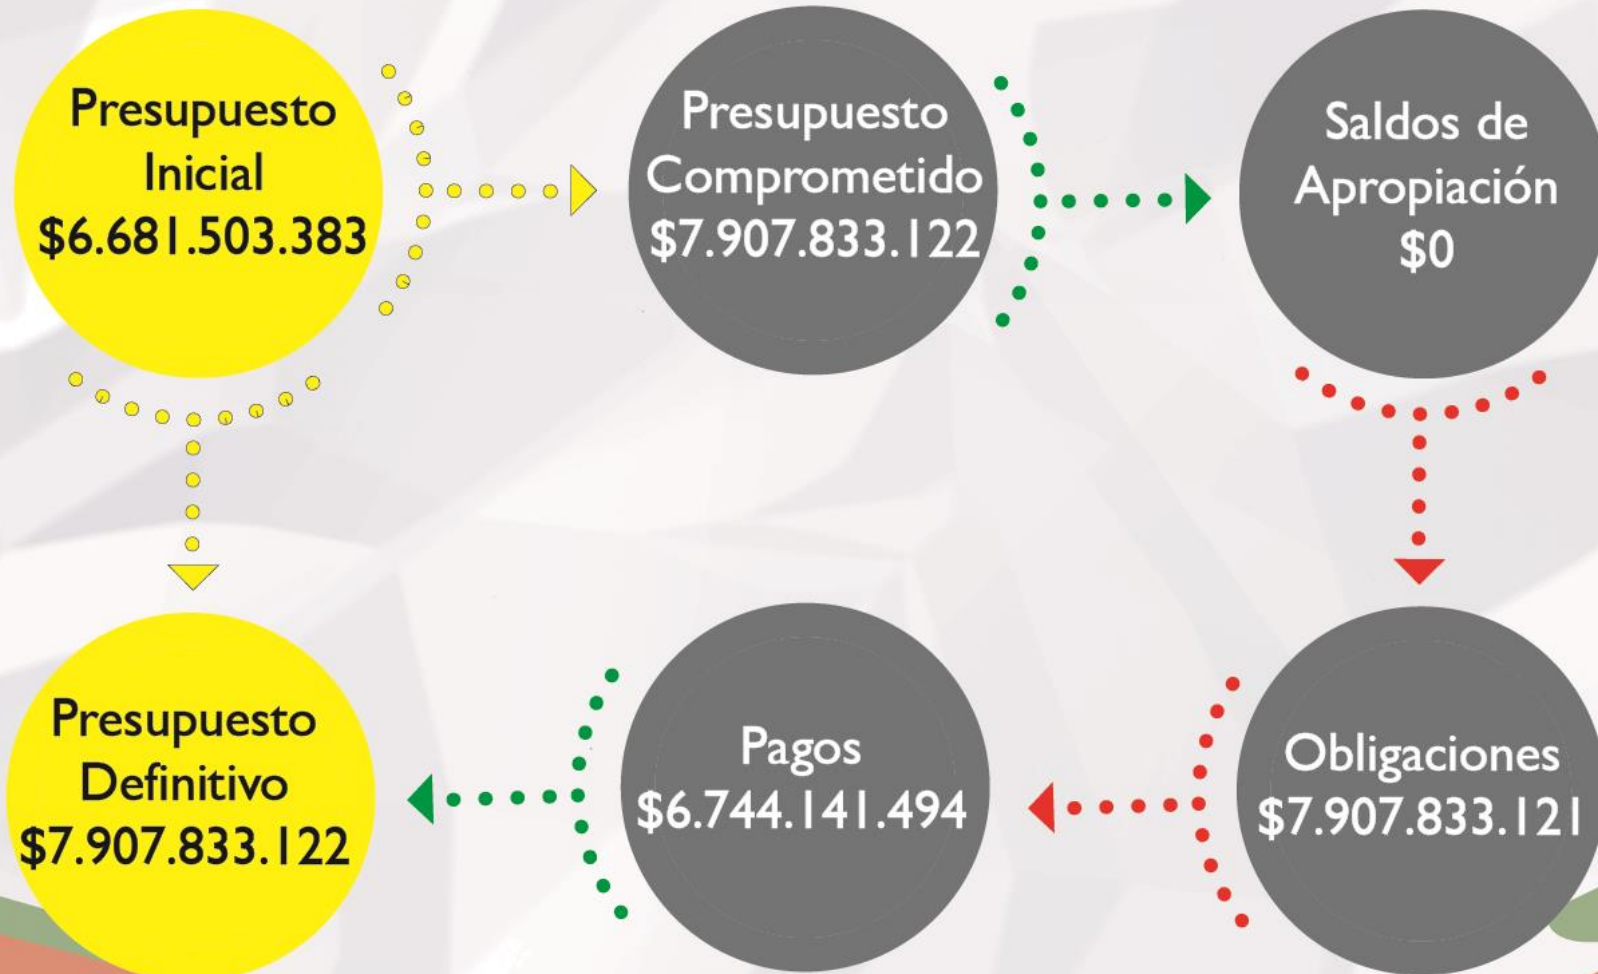 Presupuesto
Inicial
$6.681.503.383
Presupuesto
Comprometido
$7.907.833.122
Saldos de
Apropiación
$0
Presupuesto
Definitivo
$7.907.833.122
Pagos
$6.744.141.494
Obligaciones
$7.907.833.121